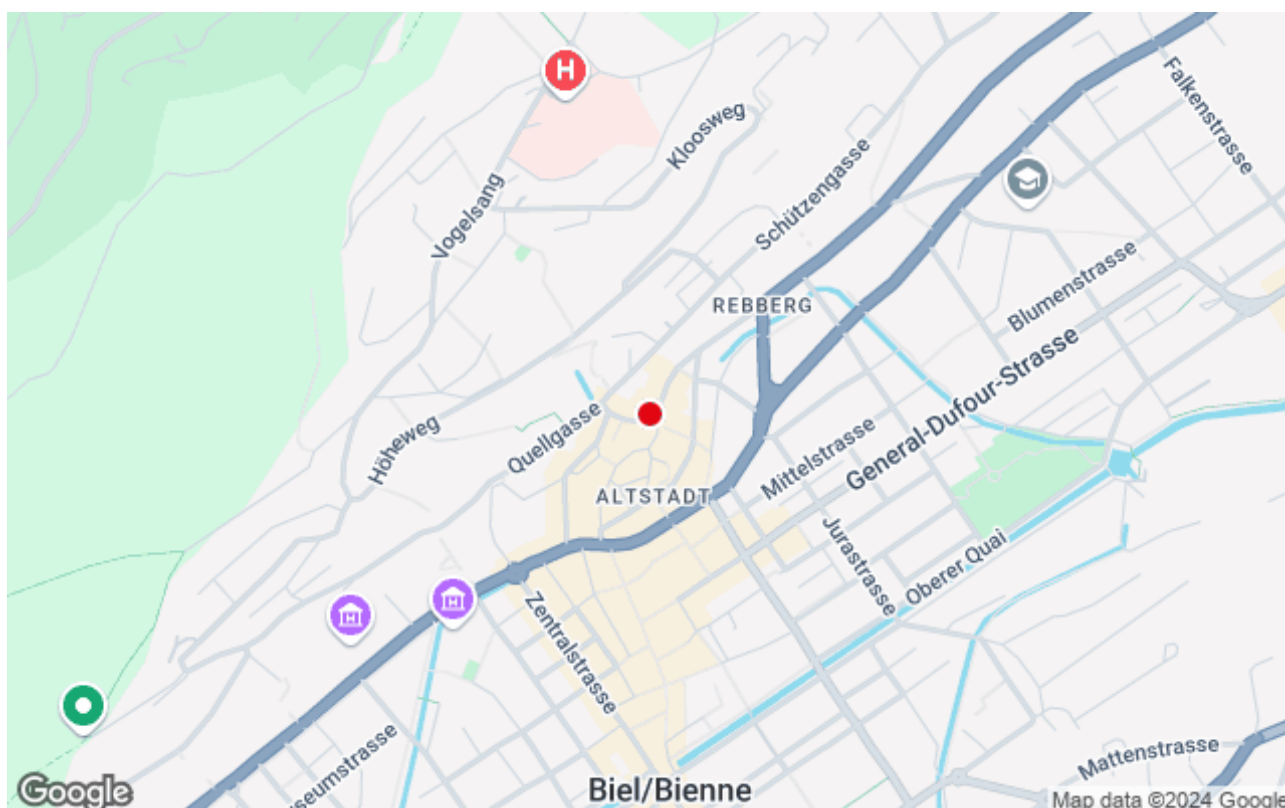 H
Falkenstrasse
Kloosweg
Vogelsang
Schützengasse
REBBERG
Blumenstrasse
General-Dufour-Strasse
Höheweg
Quellgasse
Mittelstrasse
ALTSTADT
Jurastrasse
Oberer Quai
Zentralstrasse
useumstrasse
Mattenstrasse
Biel/Bienne
Google
Map data ©2024 Google